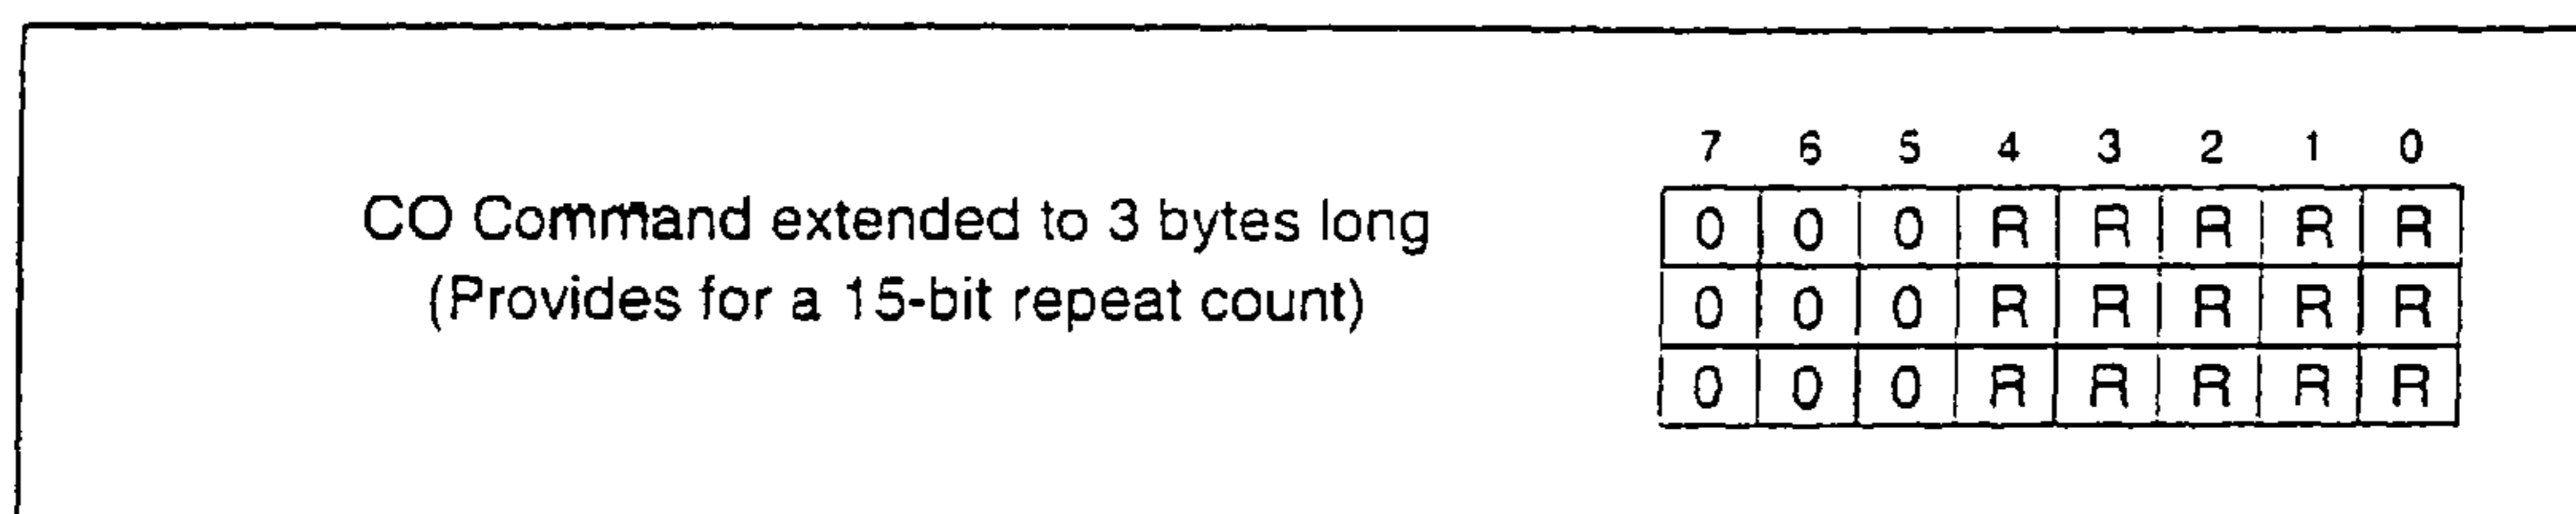 7 6 5 4 3 2 1 0
CO Command extended to 3 bytes long
(Provides for a 15-bit repeat count)
0 0 0 R R R R R
0 0 0 R R R R R
0 0 0 R R R R R